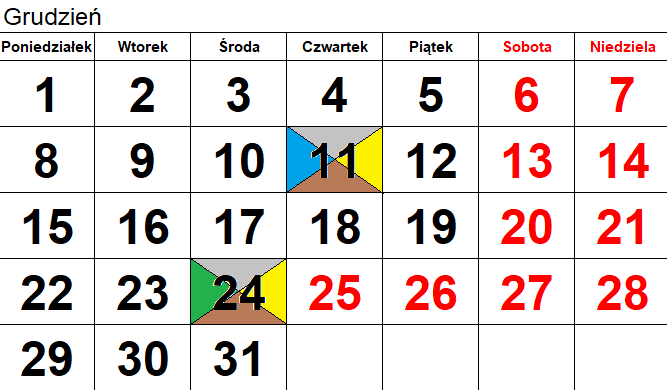 Grudzień
Poniedziałek Wtorek Środa Czwartek Piątek Sobota Niedziela
1 2 3 4 5 6 7
8 9 10 11 12 13 14
15 16 17 18 19 20 21
22 23 24 25 26 27 28
29 30 31